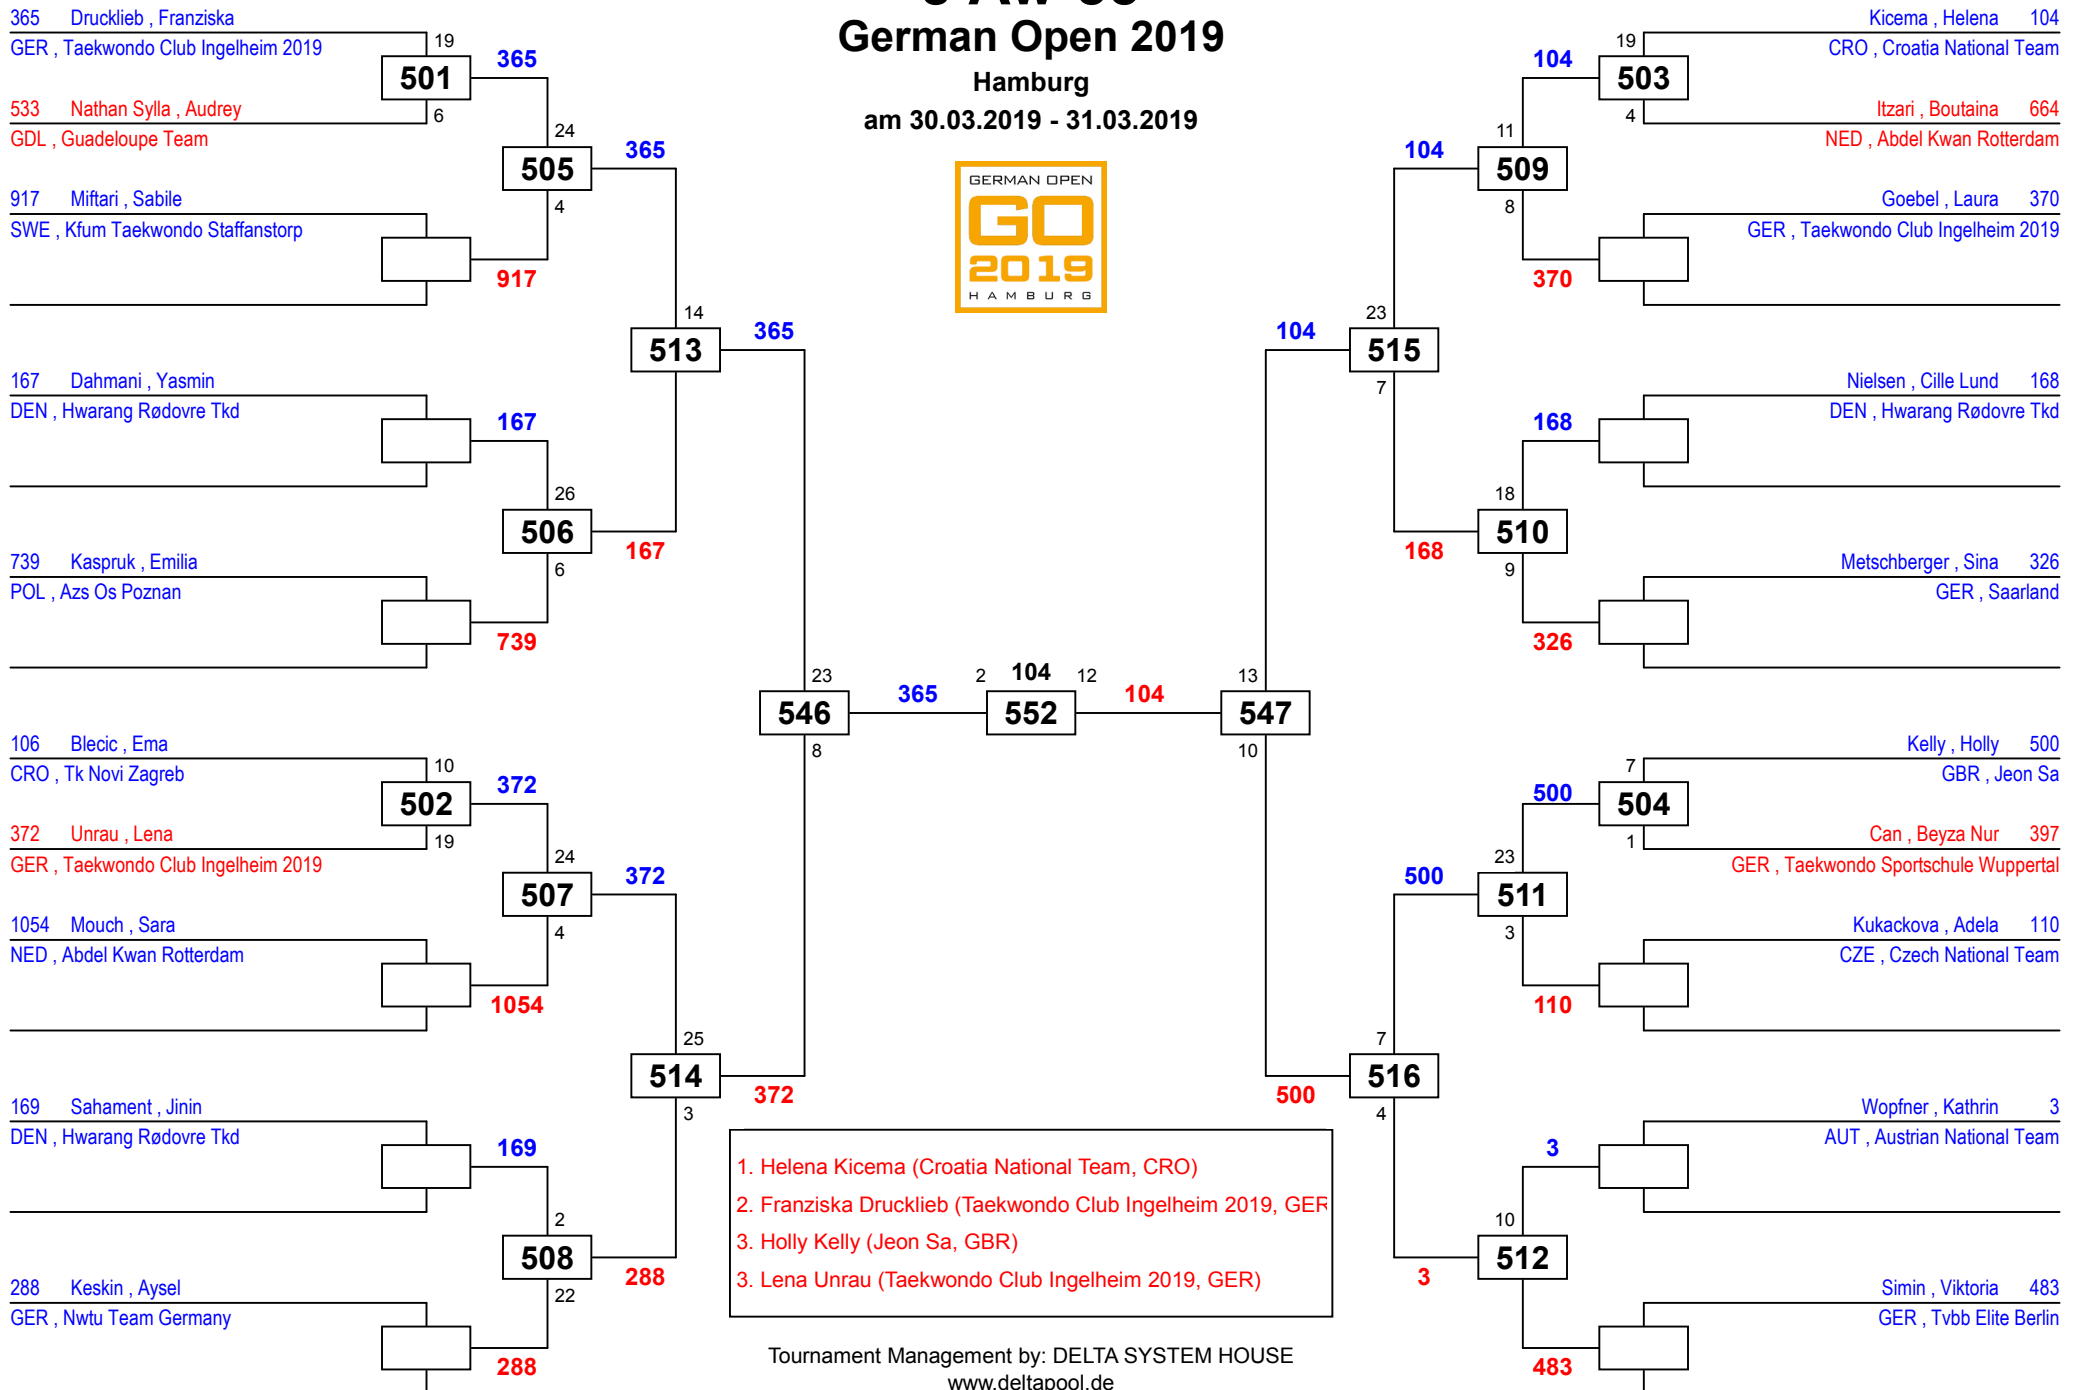 German Open 2019
Hamburg
am 30.03.2019 - 31.03.2019
GERMAN OPEN
GO
2019
HAMBURG
365 Drucklieb , Franziska
GER , Taekwondo Club Ingelheim 2019
19
501
365
6
533 Nathan Sylla , Audrey
GDL , Guadeloupe Team
24
505
365
4
917 Miftari , Sabile
SWE , Kfum Taekwondo Staffanstorp
917
14
513
365
167 Dahmani , Yasmin
DEN , Hwarang Rødovre Tkd
167
26
506
167
6
739 Kaspruk , Emilia
POL , Azs Os Poznan
739
23
546
365
8
106 Blecic , Ema
CRO , Tk Novi Zagreb
10
502
372
19
372 Unrau , Lena
GER , Taekwondo Club Ingelheim 2019
24
507
372
4
1054 Mouch , Sara
NED , Abdel Kwan Rotterdam
1054
25
514
372
3
169 Sahament , Jinin
DEN , Hwarang Rødovre Tkd
169
2
508
288
22
288 Keskin , Aysel
GER , Nwtu Team Germany
288
2 104 12
552
104
13
547
10
Kicema , Helena 104
CRO , Croatia National Team
19
104
503
4
Itzari , Boutaina 664
NED , Abdel Kwan Rotterdam
11
104
509
8
Goebel , Laura 370
GER , Taekwondo Club Ingelheim 2019
370
23
104
515
7
Nielsen , Cille Lund 168
DEN , Hwarang Rødovre Tkd
168
18
510
168
9
Metschberger , Sina 326
GER , Saarland
326
Kelly , Holly 500
GBR , Jeon Sa
7
500
504
1
Can , Beyza Nur 397
GER , Taekwondo Sportschule Wuppertal
23
500
511
3
Kukackova , Adela 110
CZE , Czech National Team
110
7
516
500
4
Wopfner , Kathrin 3
AUT , Austrian National Team
3
10
512
3
Simin , Viktoria 483
GER , Tvbb Elite Berlin
483
1. Helena Kicema (Croatia National Team, CRO)
2. Franziska Drucklieb (Taekwondo Club Ingelheim 2019, GER
3. Holly Kelly (Jeon Sa, GBR)
3. Lena Unrau (Taekwondo Club Ingelheim 2019, GER)
Tournament Management by: DELTA SYSTEM HOUSE
www.deltapool.de